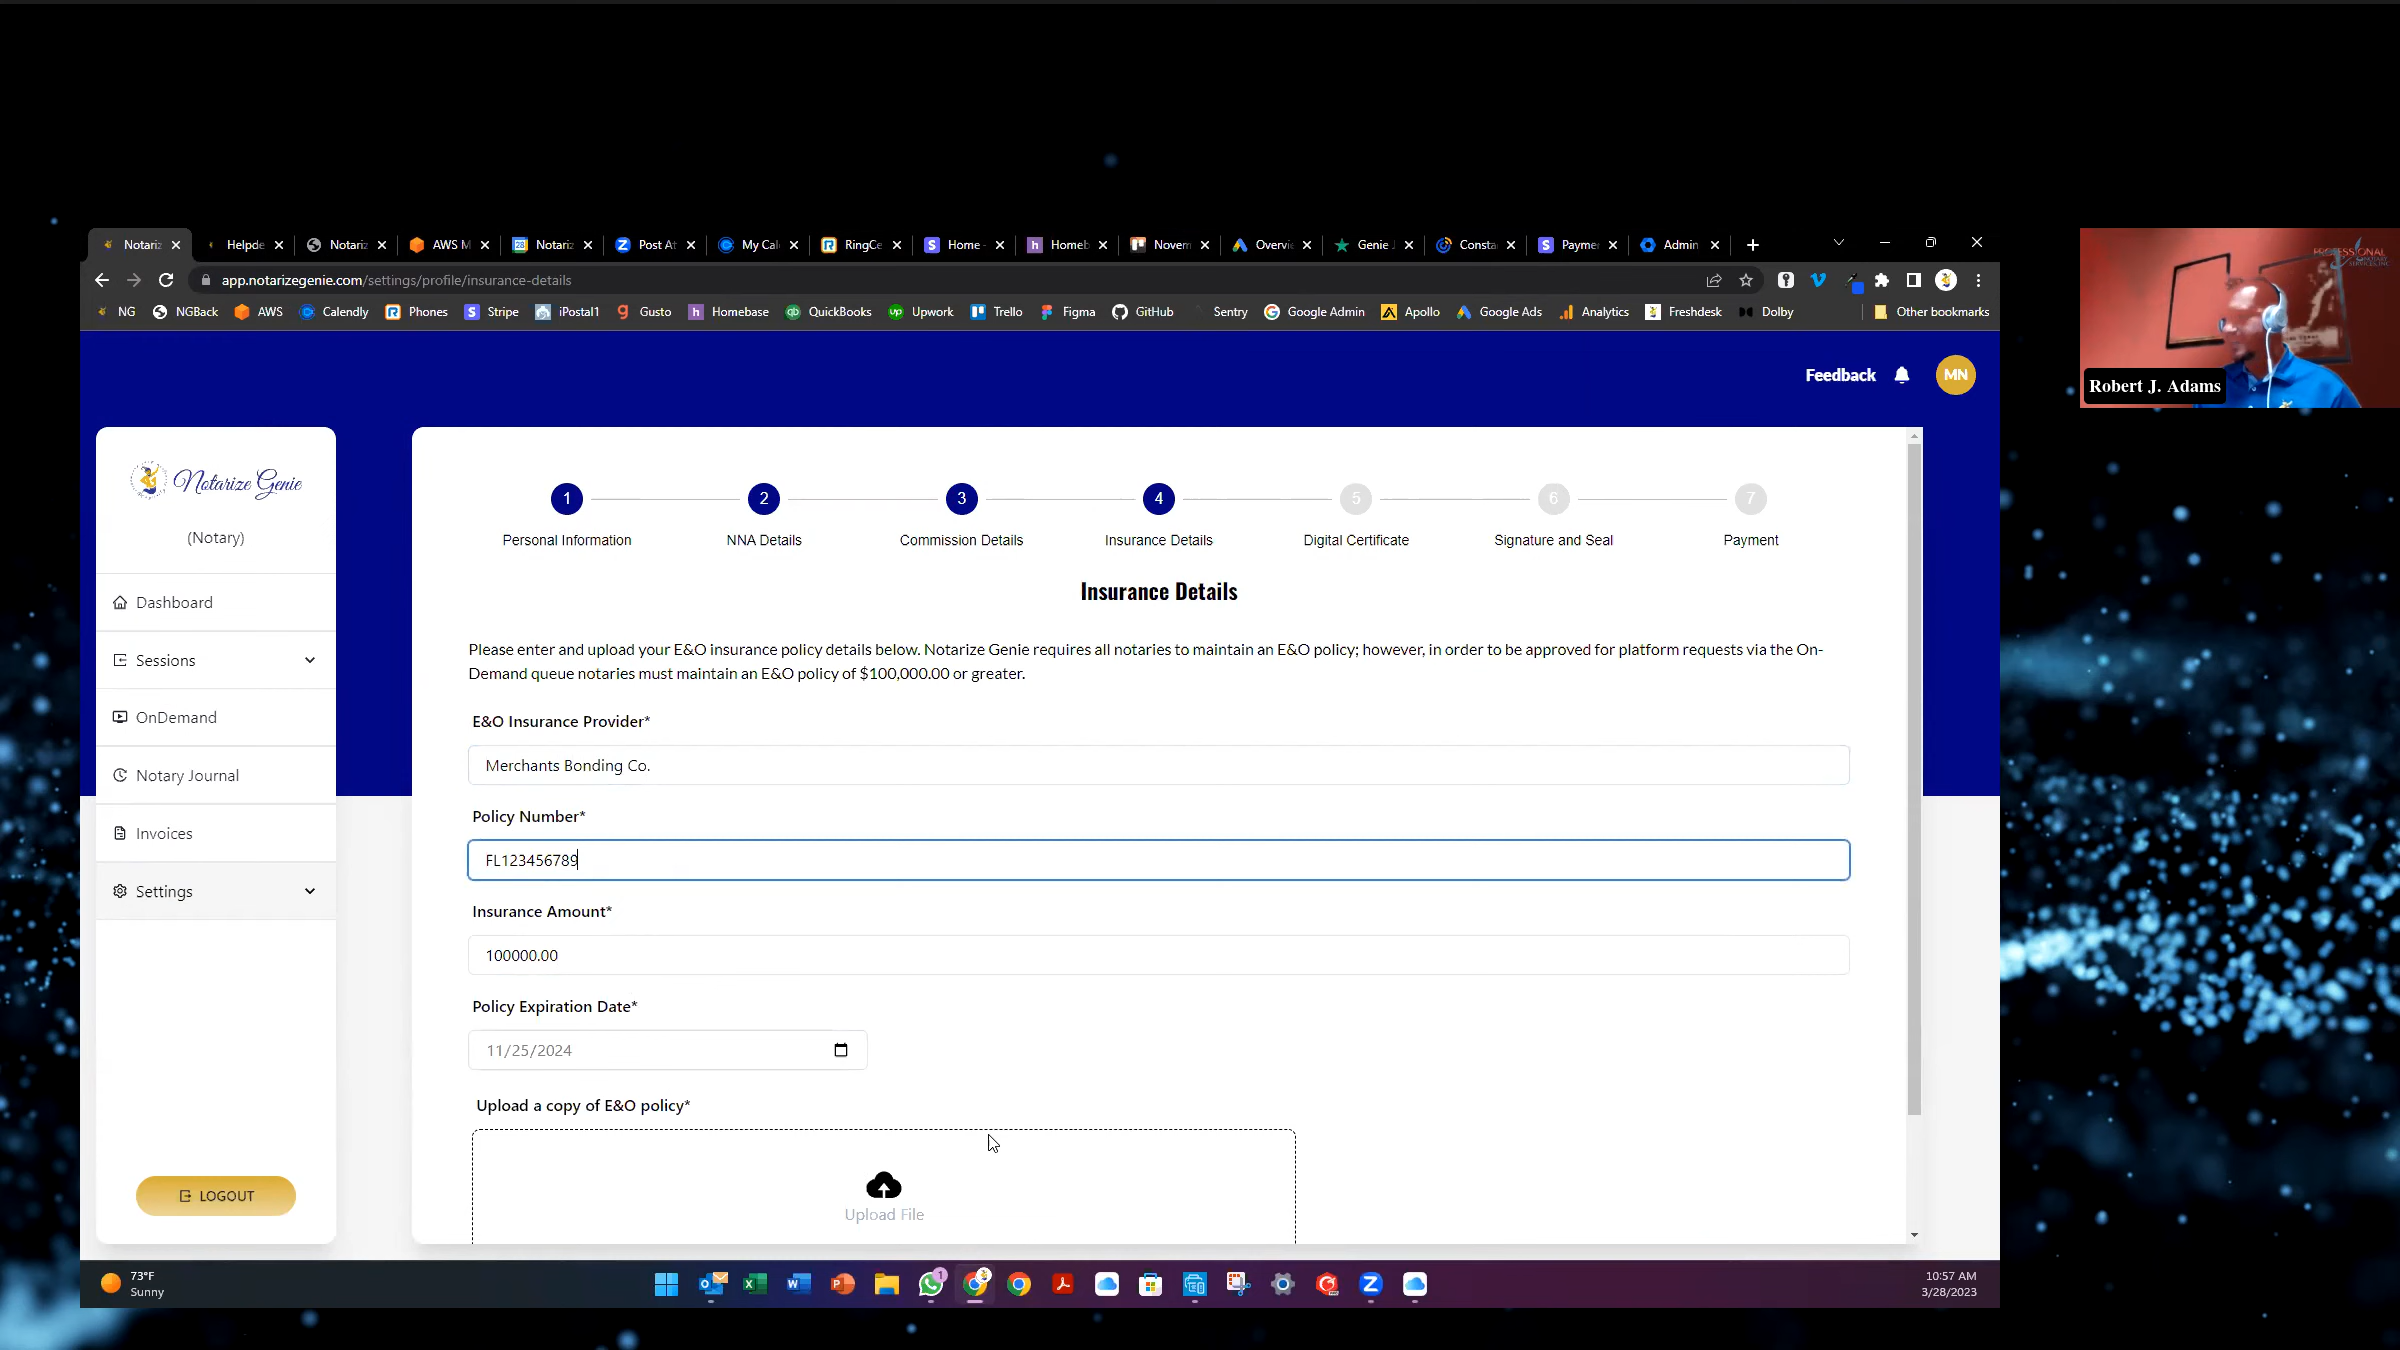 Notariz
Helpde
Notariz
AWS M
Notariz
Post At
My Cal
RingCe
Home -
Homeb
Novem
Overvie
Genie J
Consta
Paymer
Admin
app.notarizegenie.com/settings/profile/insurance-details
NG
NGBack
AWS
Calendly
Phones
Stripe
iPostal1
Gusto
Homebase
QuickBooks
Upwork
Trello
Figma
GitHub
Sentry
Google Admin
Apollo
Google Ads
Analytics
Freshdesk
Dolby
Other bookmarks
Feedback
MN
PROFESSIONAL
Robert J. Adams
Notarize Genie
(Notary)
Dashboard
Sessions
OnDemand
Notary Journal
Invoices
Settings
LOGOUT
1 2 3 4 5 6 7
Personal Information
NNA Details
Commission Details
Insurance Details
Digital Certificate
Signature and Seal
Payment
Insurance Details
Please enter and upload your E&O insurance policy details below. Notarize Genie requires all notaries to maintain an E&O policy; however, in order to be approved for platform requests via the On-
Demand queue notaries must maintain an E&O policy of $100,000.00 or greater.
E&O Insurance Provider*
Merchants Bonding Co.
Policy Number*
FL123456789
Insurance Amount*
100000.00
Policy Expiration Date*
11/25/2024
Upload a copy of E&O policy*
Upload File
73°F
Sunny
10:57 AM
3/28/2023